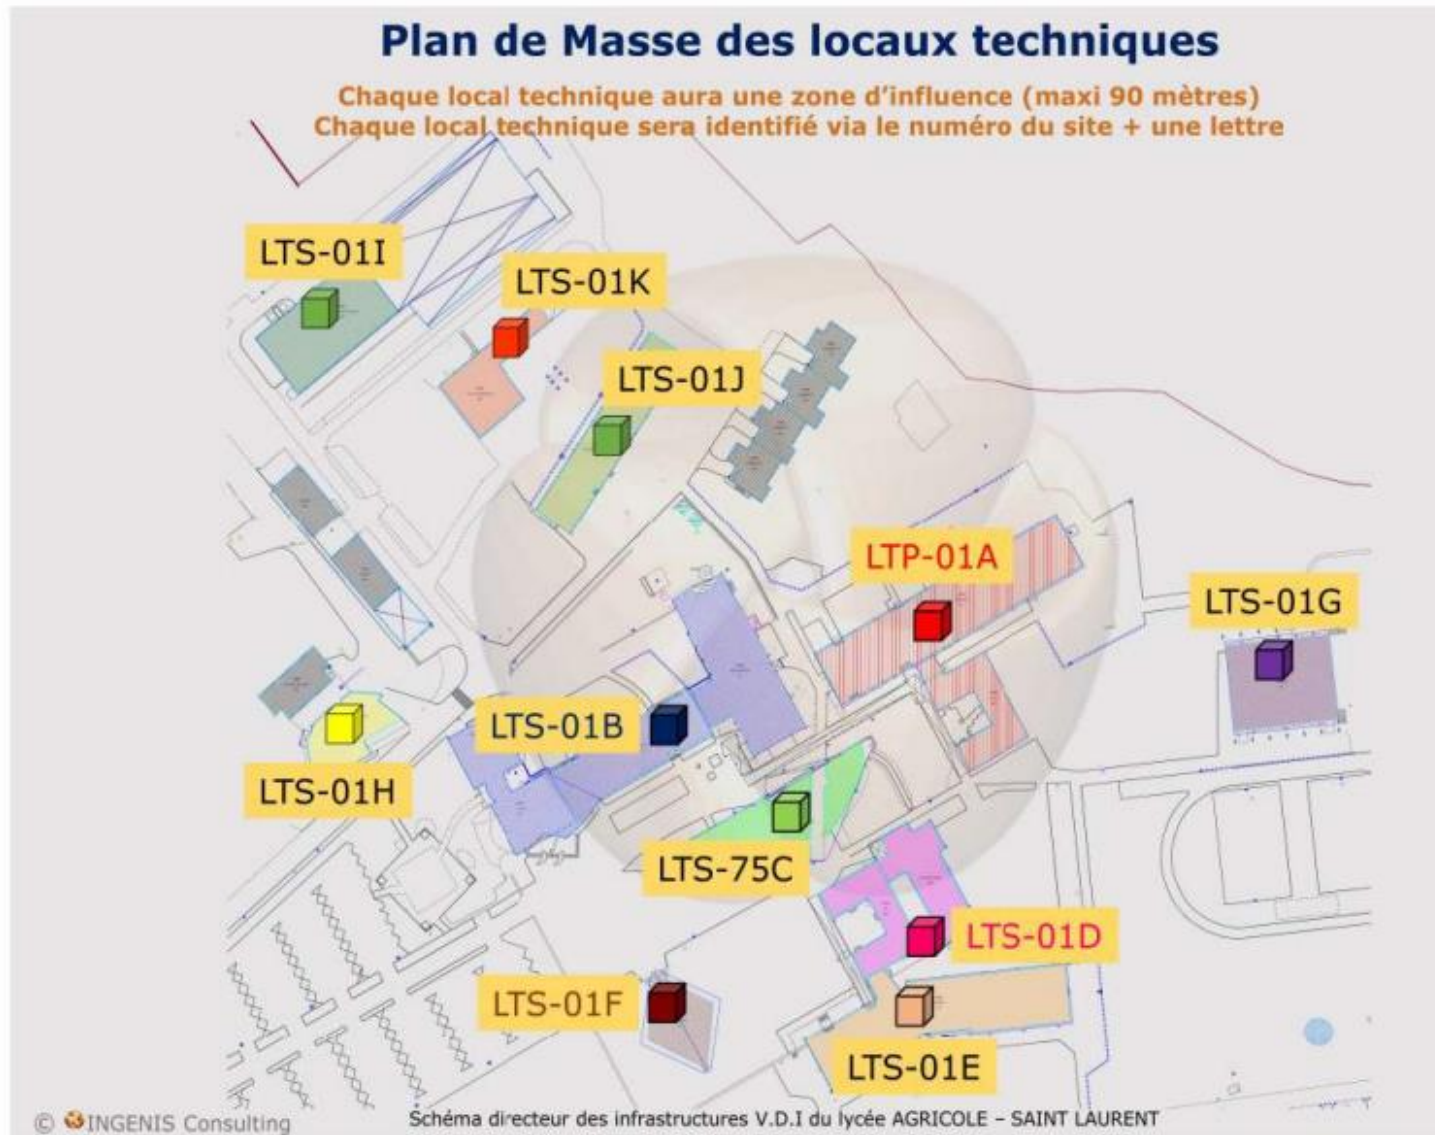 Plan de Masse des locaux techniques
Chaque local technique aura une zone d'influence (maxi 90 mètres)
Chaque local technique sera identifié via le numéro du site + une lettre
LTS-01I
LTS-01K
LTS-01J
LTP-01A
LTS-01G
LTS-01B
LTS-01H
LTS-75C
LTS-01D
LTS-01F
LTS-01E
© INGENIS Consulting
Schéma directeur des infrastructures V.D.I du lycée AGRICOLE – SAINT LAURENT